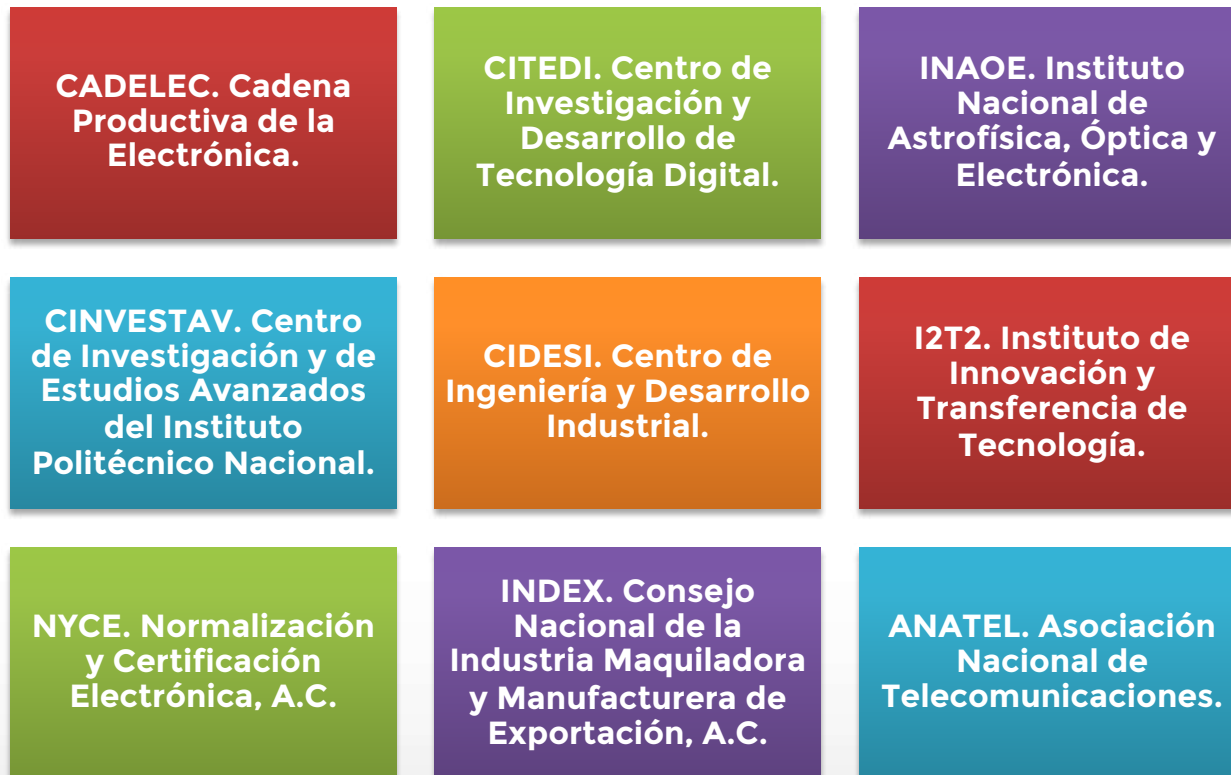 CADELEC. Cadena
Productiva de la
Electrónica.
CITEDI. Centro de
Investigación y
Desarrollo de
Tecnología Digital.
INAOE. Instituto
Nacional de
Astrofísica, Óptica y
Electrónica.
CINVESTAV. Centro
de Investigación y de
Estudios Avanzados
del Instituto
Politécnico Nacional.
CIDESI. Centro de
Ingeniería y Desarrollo
Industrial.
I2T2. Instituto de
Innovación y
Transferencia de
Tecnología.
NYCE. Normalización
y Certificación
Electrónica, A.C.
INDEX. Consejo
Nacional de la
Industria Maquiladora
y Manufacturera de
Exportación, A.C.
ANATEL. Asociación
Nacional de
Telecomunicaciones.